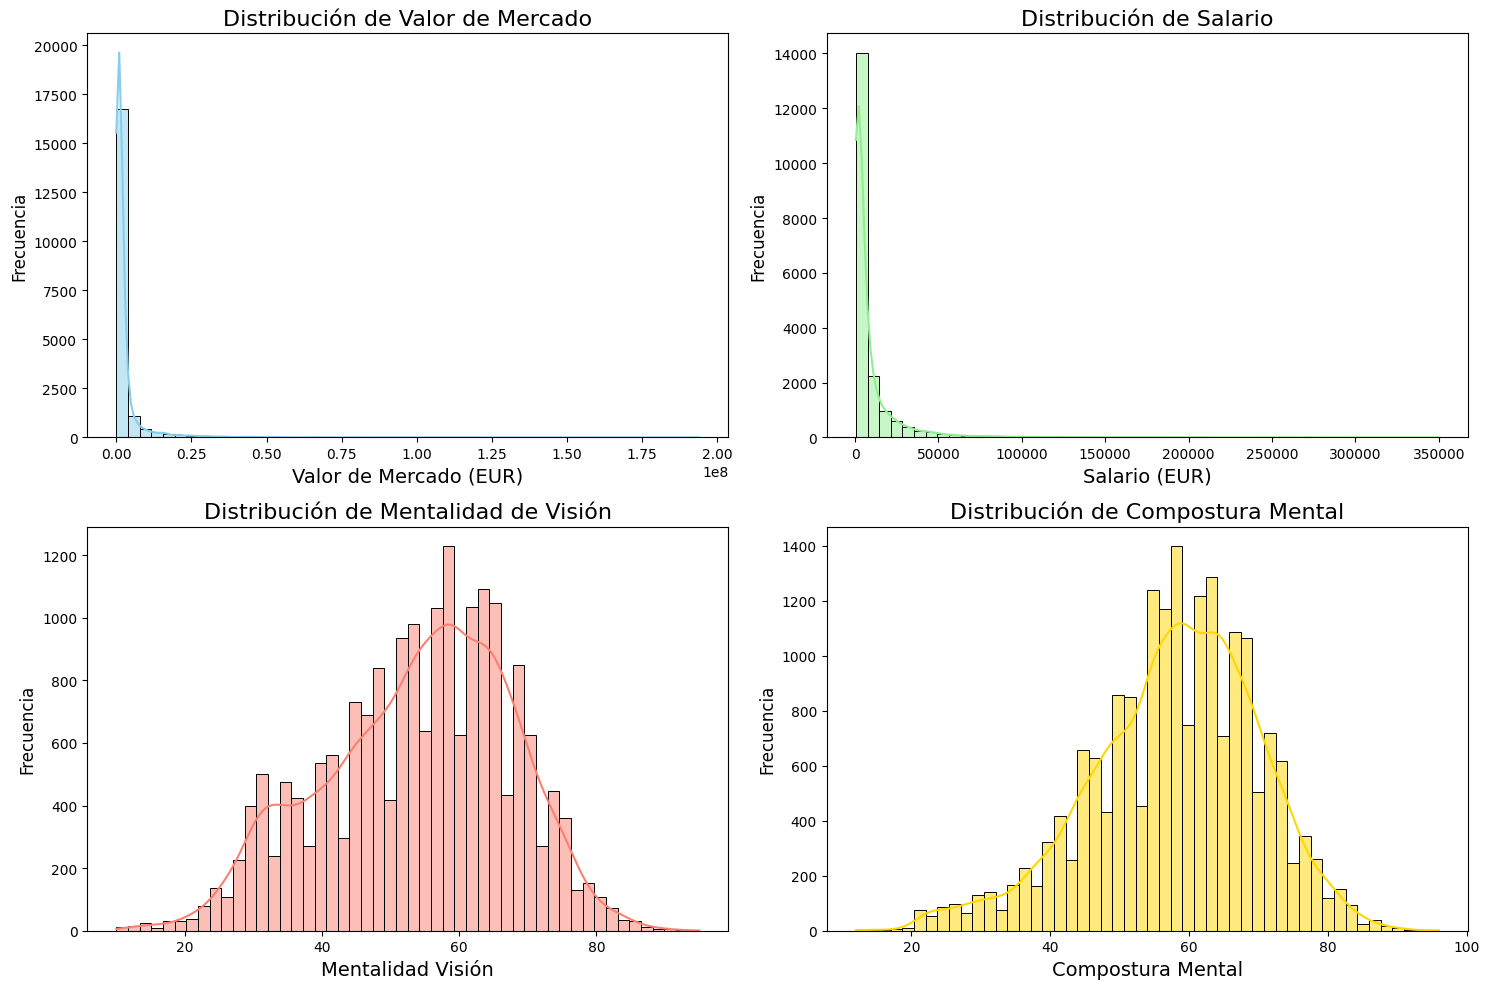 Distribución de Valor de Mercado
Frecuencia
20000
17500
15000
12500
10000
7500
5000
2500
0
0.00 0.25 0.50 0.75 1.00 1.25 1.50 1.75 2.00
1e8
Valor de Mercado (EUR)
Distribución de Salario
Frecuencia
14000
12000
10000
8000
6000
4000
2000
0
0 50000 100000 150000 200000 250000 300000 350000
Salario (EUR)
Distribución de Mentalidad de Visión
Frecuencia
1200
1000
800
600
400
200
0
20 40 60 80
Mentalidad Visión
Distribución de Compostura Mental
Frecuencia
1400
1200
1000
800
600
400
200
0
20 40 60 80 100
Compostura Mental